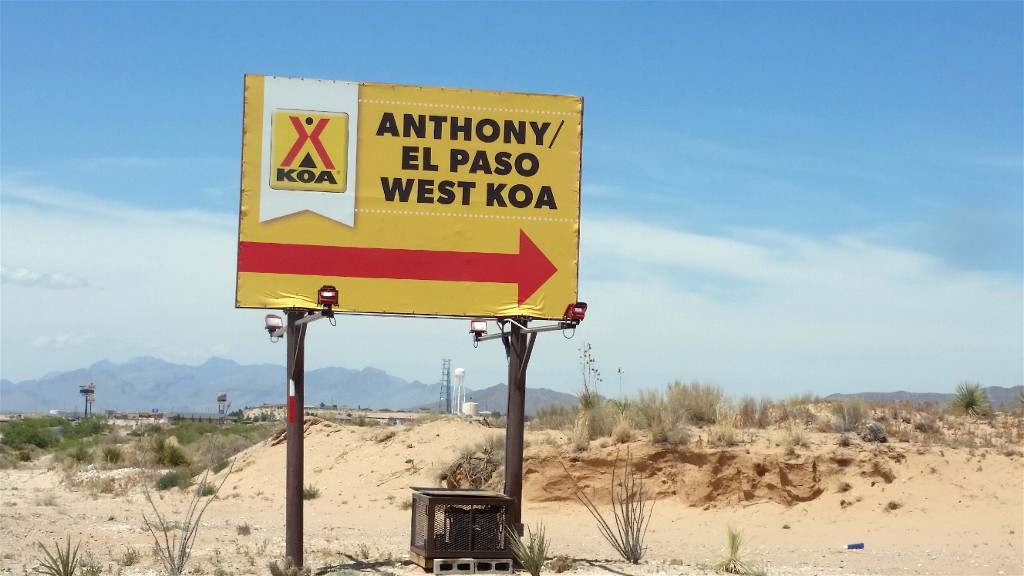 KOA
ANTHONY/
EL PASO
WEST KOA